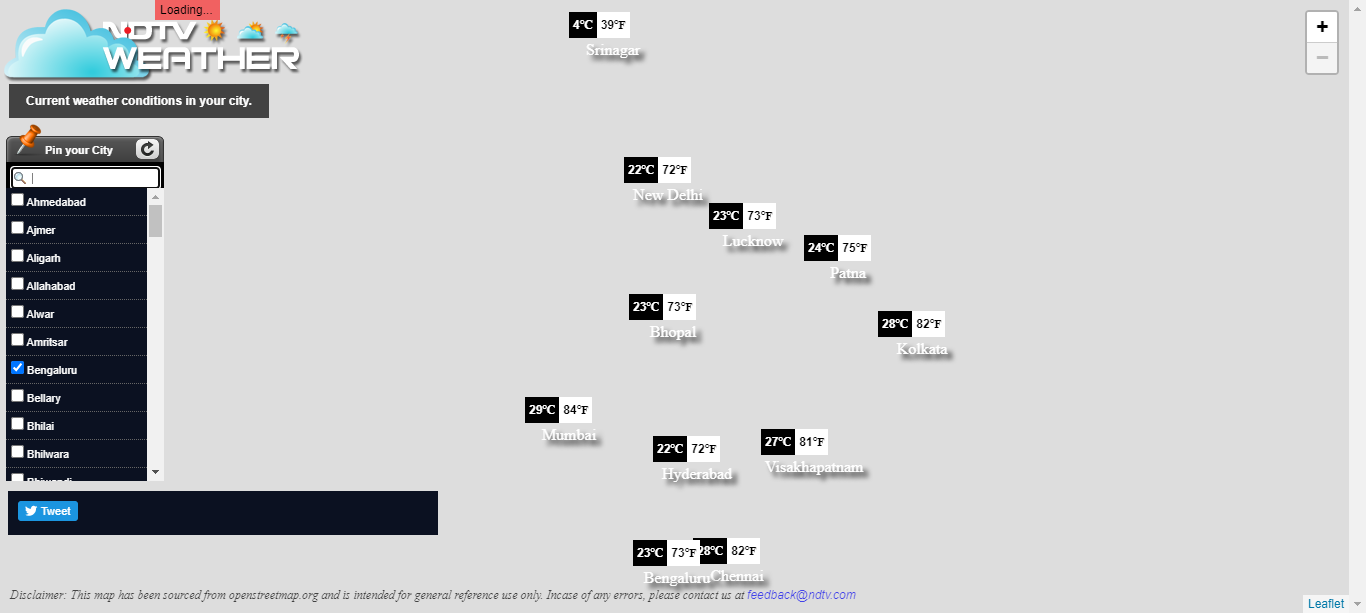 Loading...
NDTV
WEATHER
Current weather conditions in your city.
Pin your City
Ahmedabad
Ajmer
Aligarh
Allahabad
Alwar
Amritsar
Bengaluru
Bellary
Bhilai
Bhilwara
Bhiwandi
Tweet
4°C 39°F
Srinagar
22°C 72°F
New Delhi
23°C 73°F
Lucknow
24°C 75°F
Patna
23°C 73°F
Bhopal
28°C 82°F
Kolkata
29°C 84°F
Mumbai
22°C 72°F
Hyderabad
27°C 81°F
Visakhapatnam
23°C 73°F
Bengaluru
28°C 82°F
Chennai
+
−
Disclaimer: This map has been sourced from openstreetmap.org and is intended for general reference use only. Incase of any errors, please contact us at feedback@ndtv.com
Leaflet